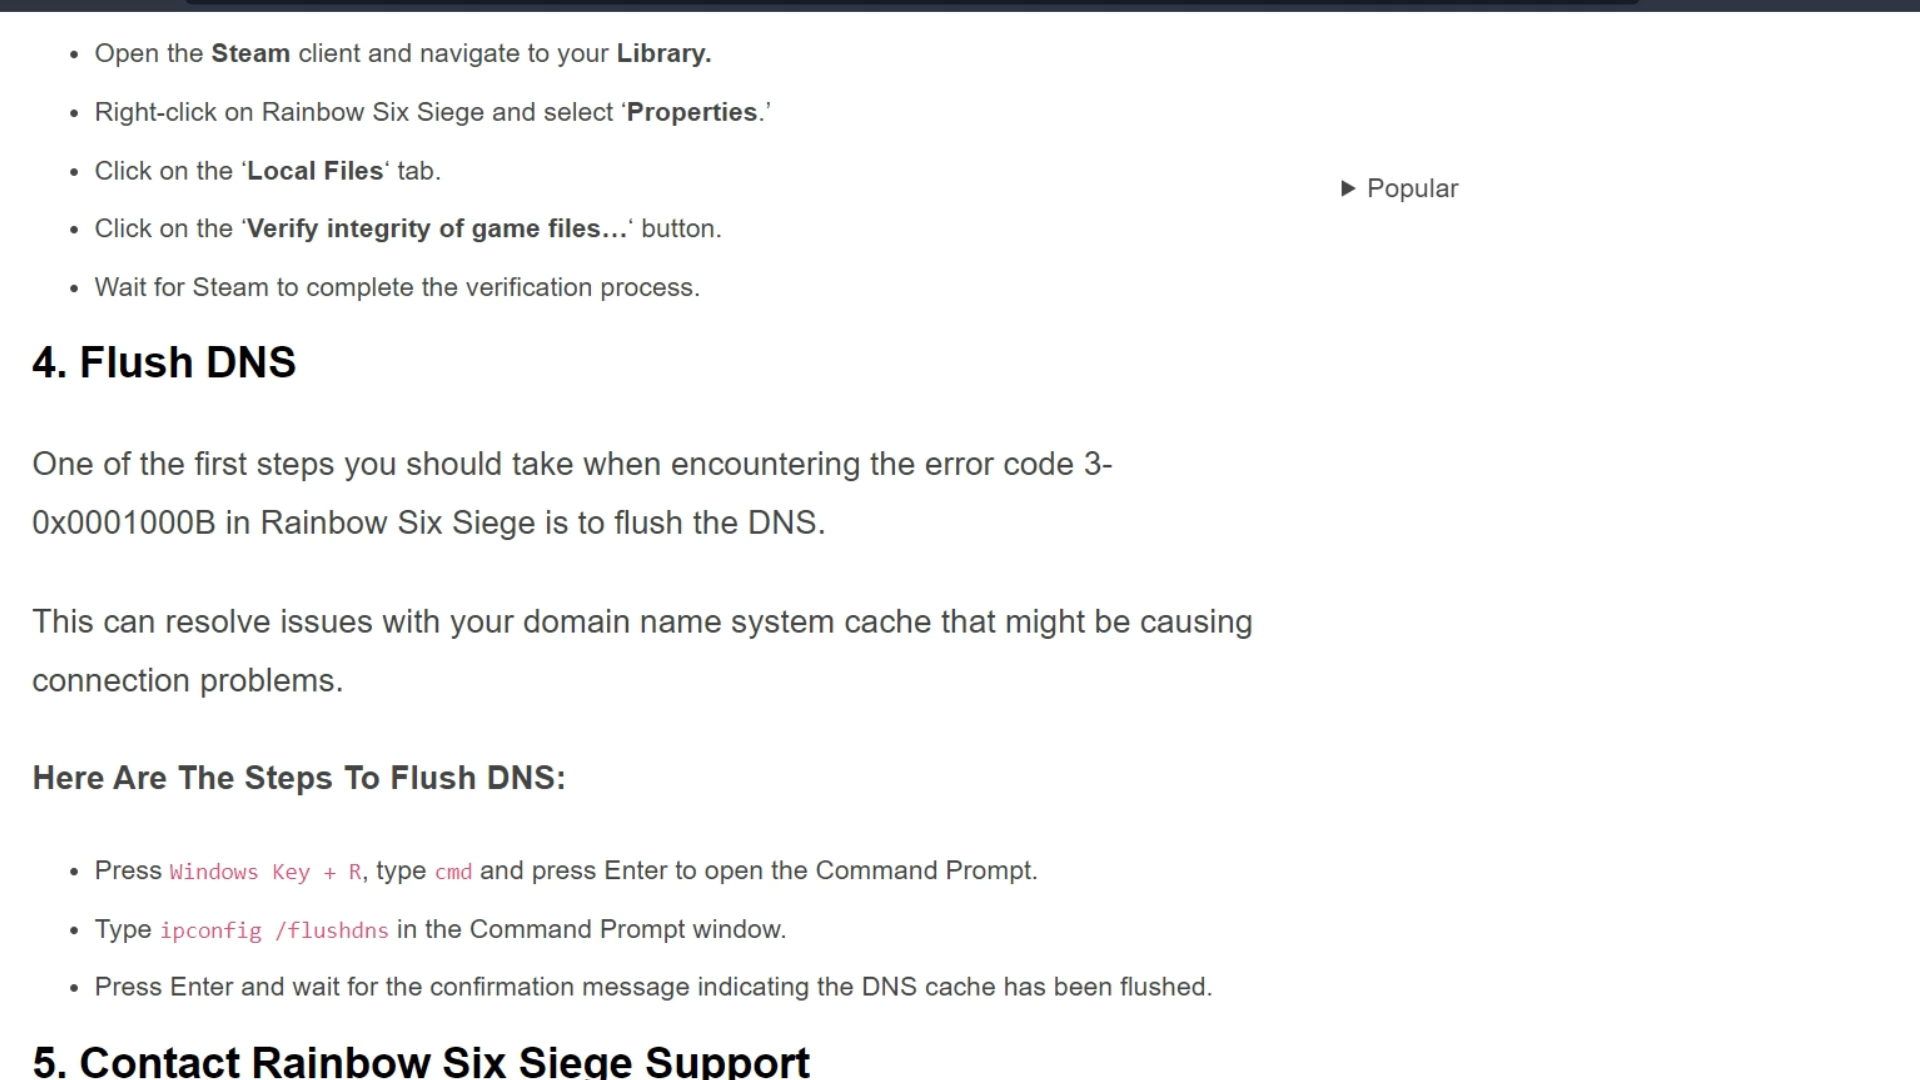 • Open the Steam client and navigate to your Library.
• Right-click on Rainbow Six Siege and select ‘Properties.’
• Click on the ‘Local Files‘ tab.
▶ Popular
• Click on the ‘Verify integrity of game files…‘ button.
• Wait for Steam to complete the verification process.
4. Flush DNS
One of the first steps you should take when encountering the error code 3-
0x0001000B in Rainbow Six Siege is to flush the DNS.
This can resolve issues with your domain name system cache that might be causing
connection problems.
Here Are The Steps To Flush DNS:
• Press Windows Key + R, type cmd and press Enter to open the Command Prompt.
• Type ipconfig /flushdns in the Command Prompt window.
• Press Enter and wait for the confirmation message indicating the DNS cache has been flushed.
5. Contact Rainbow Six Siege Support